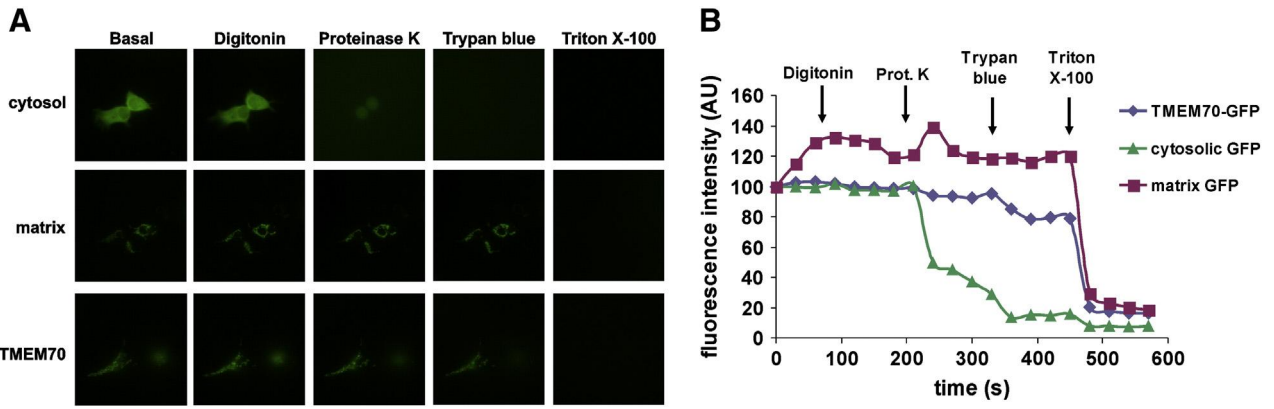 A
Basal Digitonin Proteinase K Trypan blue Triton X-100
cytosol
matrix
TMEM70
B
Digitonin Prot. K Trypan blue Triton X-100
fluorescence intensity (AU)
160
140
120
100
80
60
40
20
0
0 100 200 300 400 500 600
time (s)
TMEM70-GFP
cytosolic GFP
matrix GFP